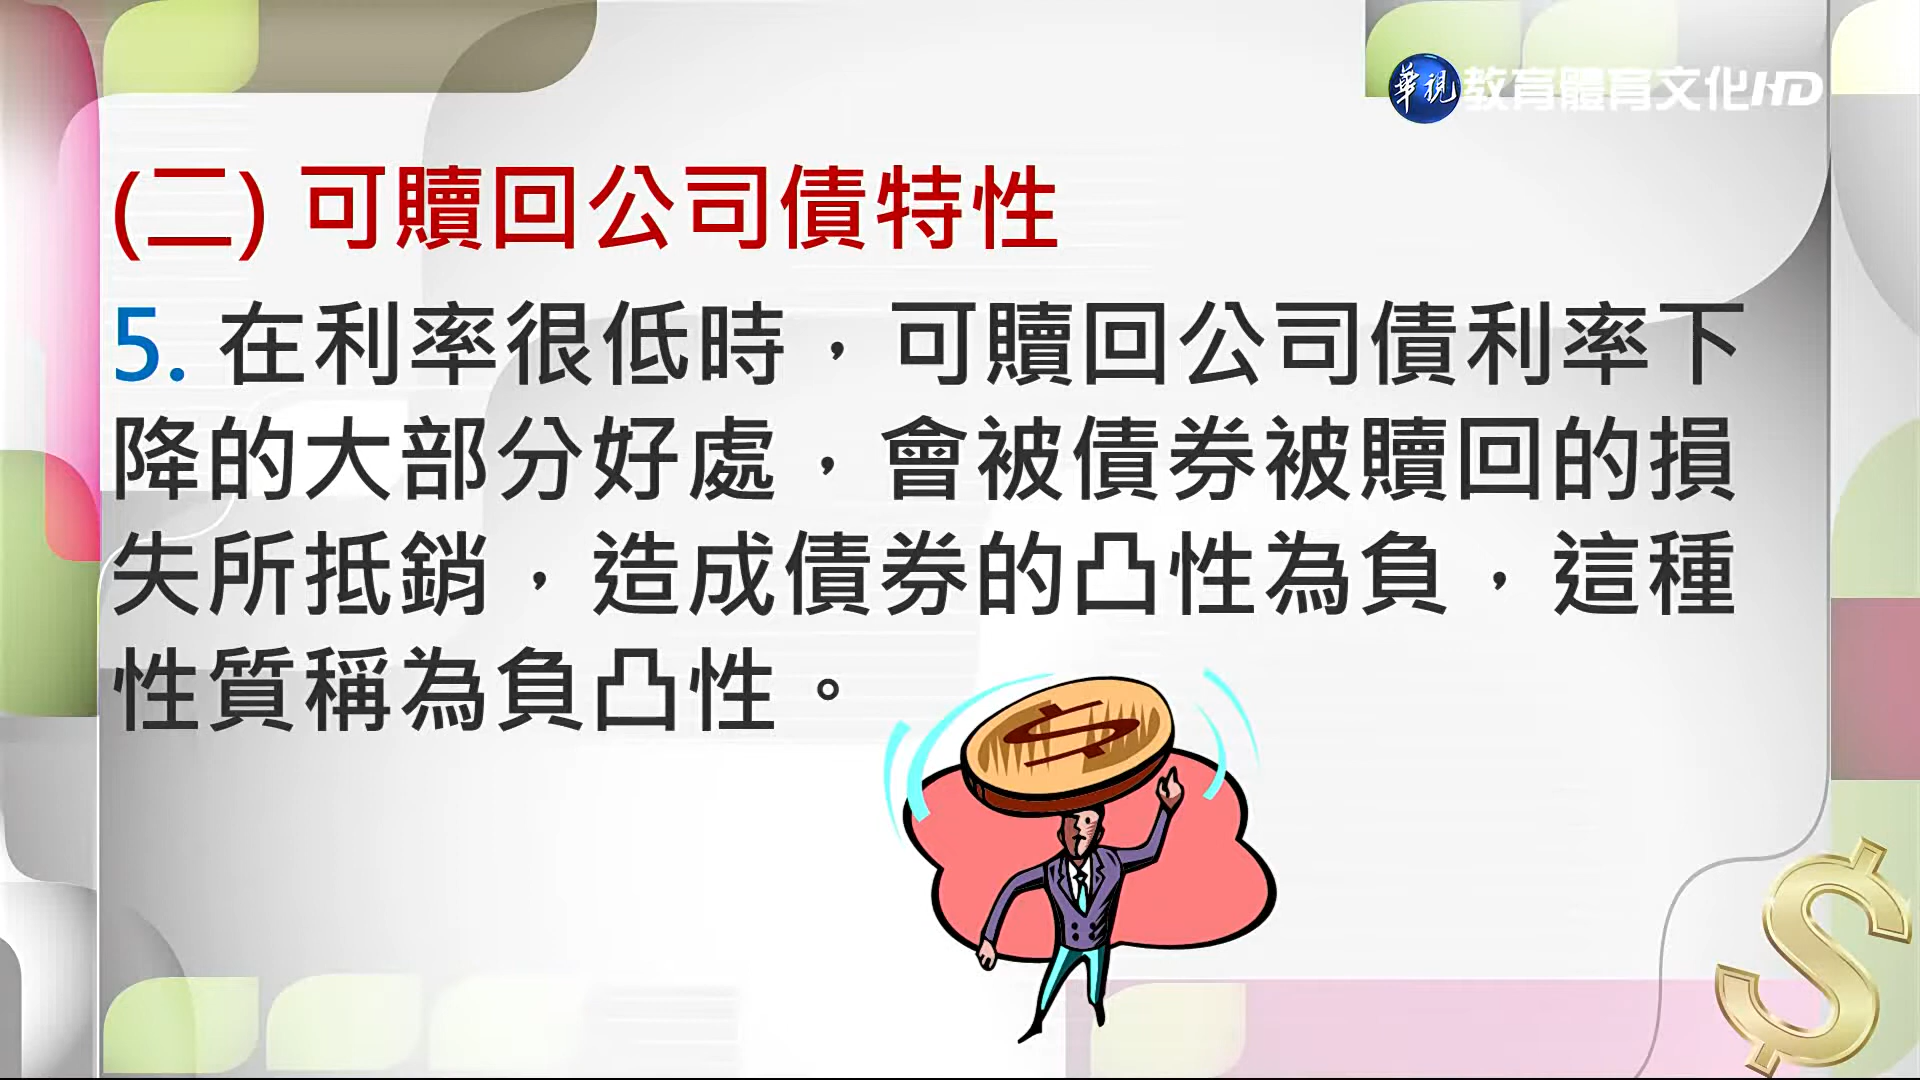 華視 教育體育文化HD
(二) 可贖回公司債特性
5. 在利率很低時，可贖回公司債利率下
降的大部分好處，會被債券被贖回的損
失所抵銷，造成債券的凸性為負，這種
性質稱為負凸性。